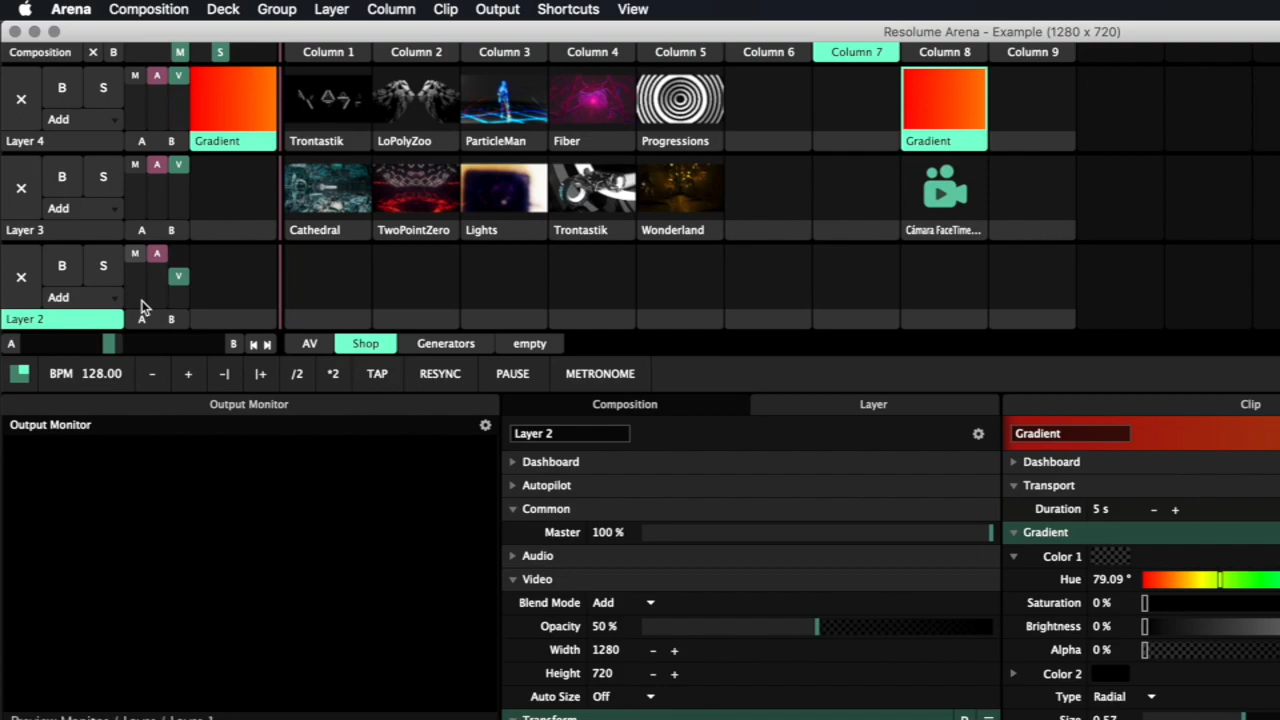 Arena Composition Deck Group Layer Column Clip Output Shortcuts View
Resolume Arena - Example (1280 x 720)
Composition × B M S Column 1 Column 2 Column 3 Column 4 Column 5 Column 6 Column 7 Column 8 Column 9
M A V
× B S
Add
Layer 4 A B Gradient Trontastik LoPolyZoo ParticleMan Fiber Progressions Gradient
M A V
× B S
Add
Layer 3 A B Cathedral TwoPointZero Lights Trontastik Wonderland Cámara FaceTime...
M A
× B S V
Add
Layer 2 A B
A B AV Shop Generators empty
BPM 128.00 - + -| |+ /2 *2 TAP RESYNC PAUSE METRONOME
Output Monitor Composition Layer Clip
Output Monitor Layer 2 Gradient
Dashboard Dashboard
Autopilot Transport
Common Duration 5 s - +
Master 100 % Gradient
Audio Color 1
Video Hue 79.09 °
Blend Mode Add Saturation 0 %
Opacity 50 % Brightness 0 %
Width 1280 - + Alpha 0 %
Height 720 - + Color 2
Auto Size Off Type Radial
Transform